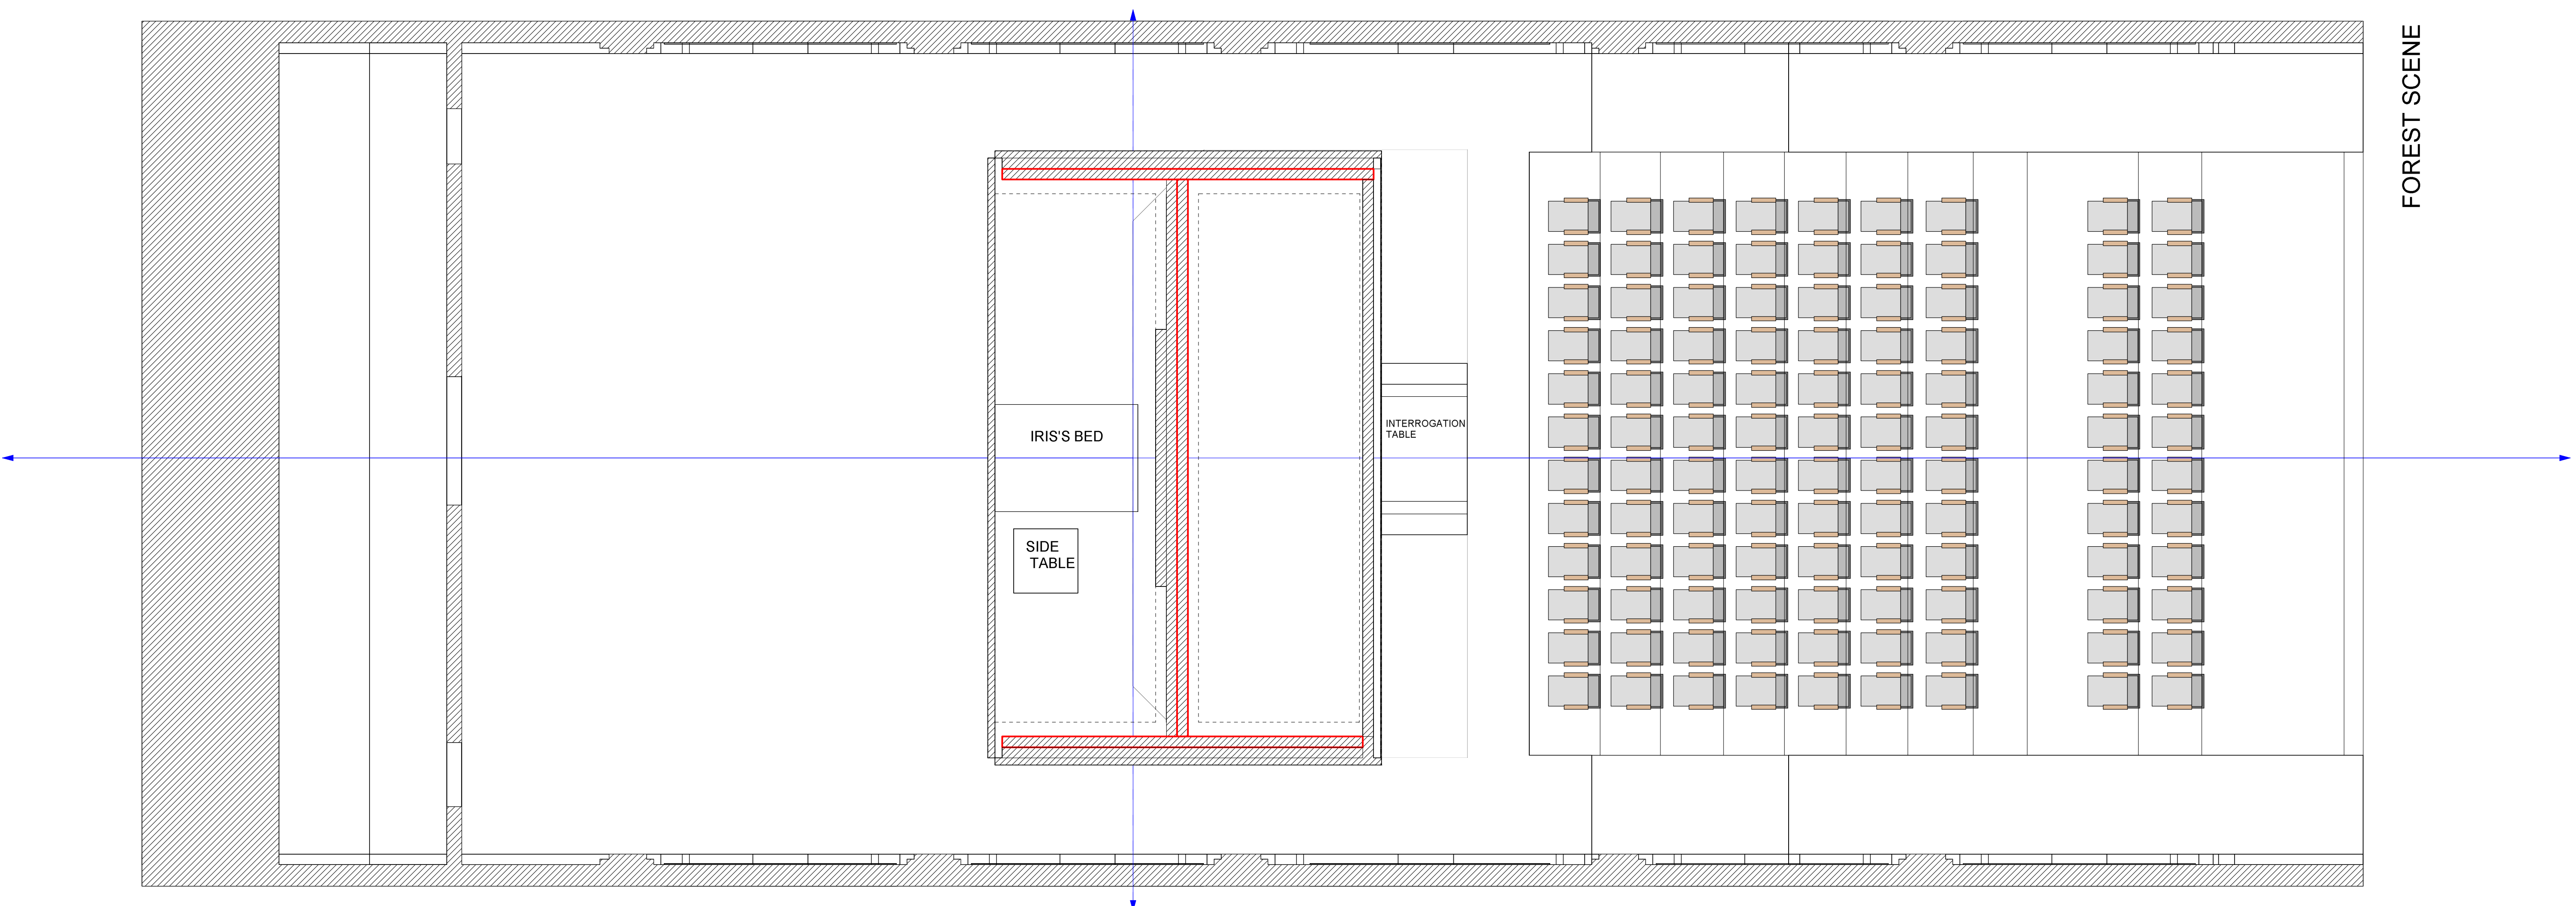 FOREST SCENE
IRIS'S BED
SIDE
TABLE
INTERROGATION
TABLE